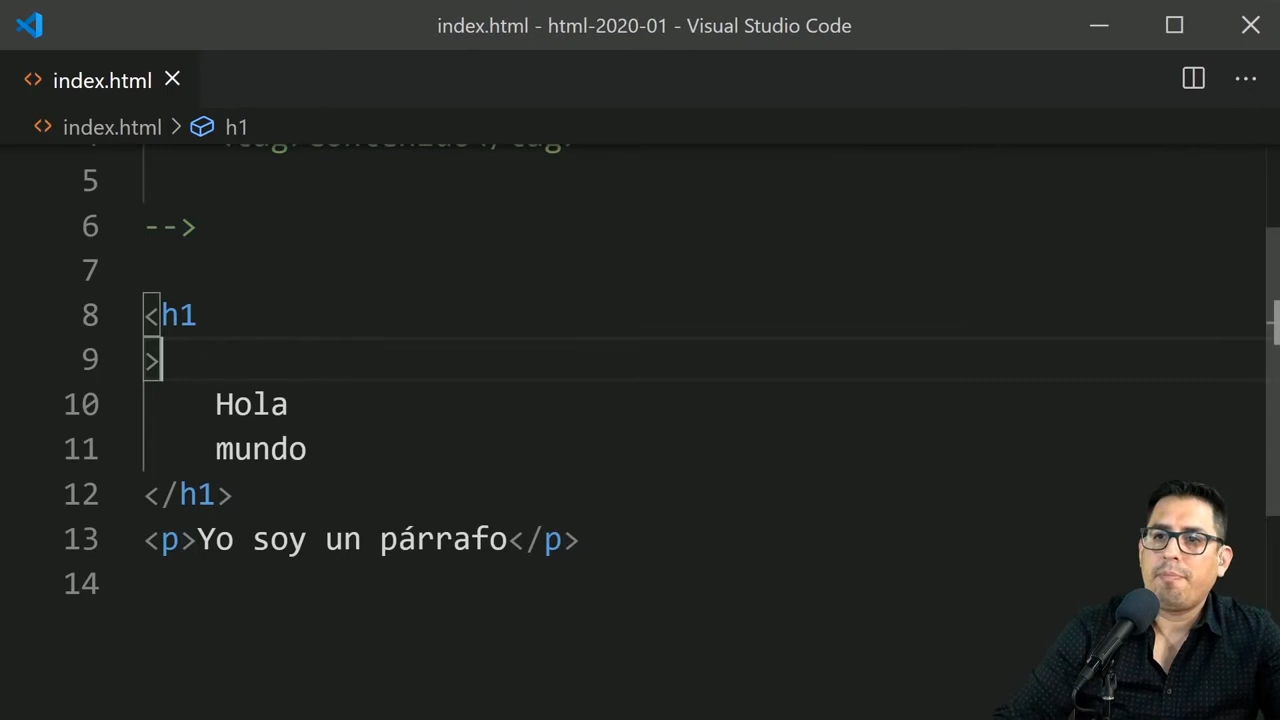 index.html - html-2020-01 - Visual Studio Code
index.html
index.html > h1
5
6 -->
7
8 <h1
9 >
10 Hola
11 mundo
12 </h1>
13 <p>Yo soy un párrafo</p>
14